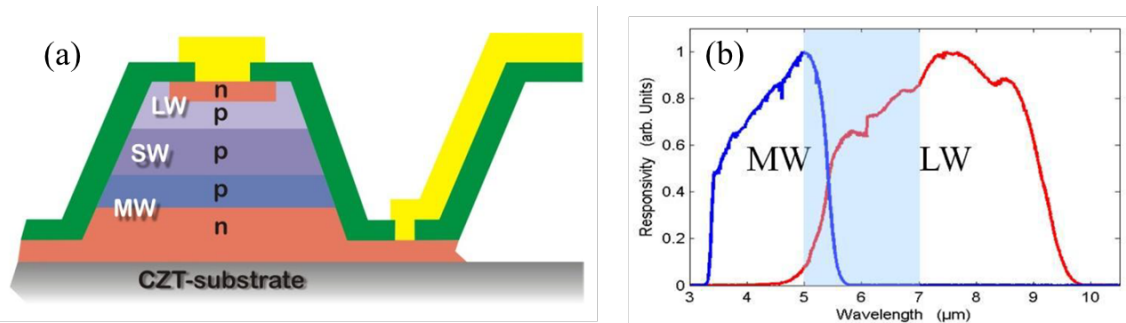 (a)
n
LW
p
SW
p
MW
p
n
CZT-substrate
(b)
Responsivity (arb. Units)
1
0.8
0.6
0.4
0.2
0
MW
LW
3 4 5 6 7 8 9 10
Wavelength (μm)